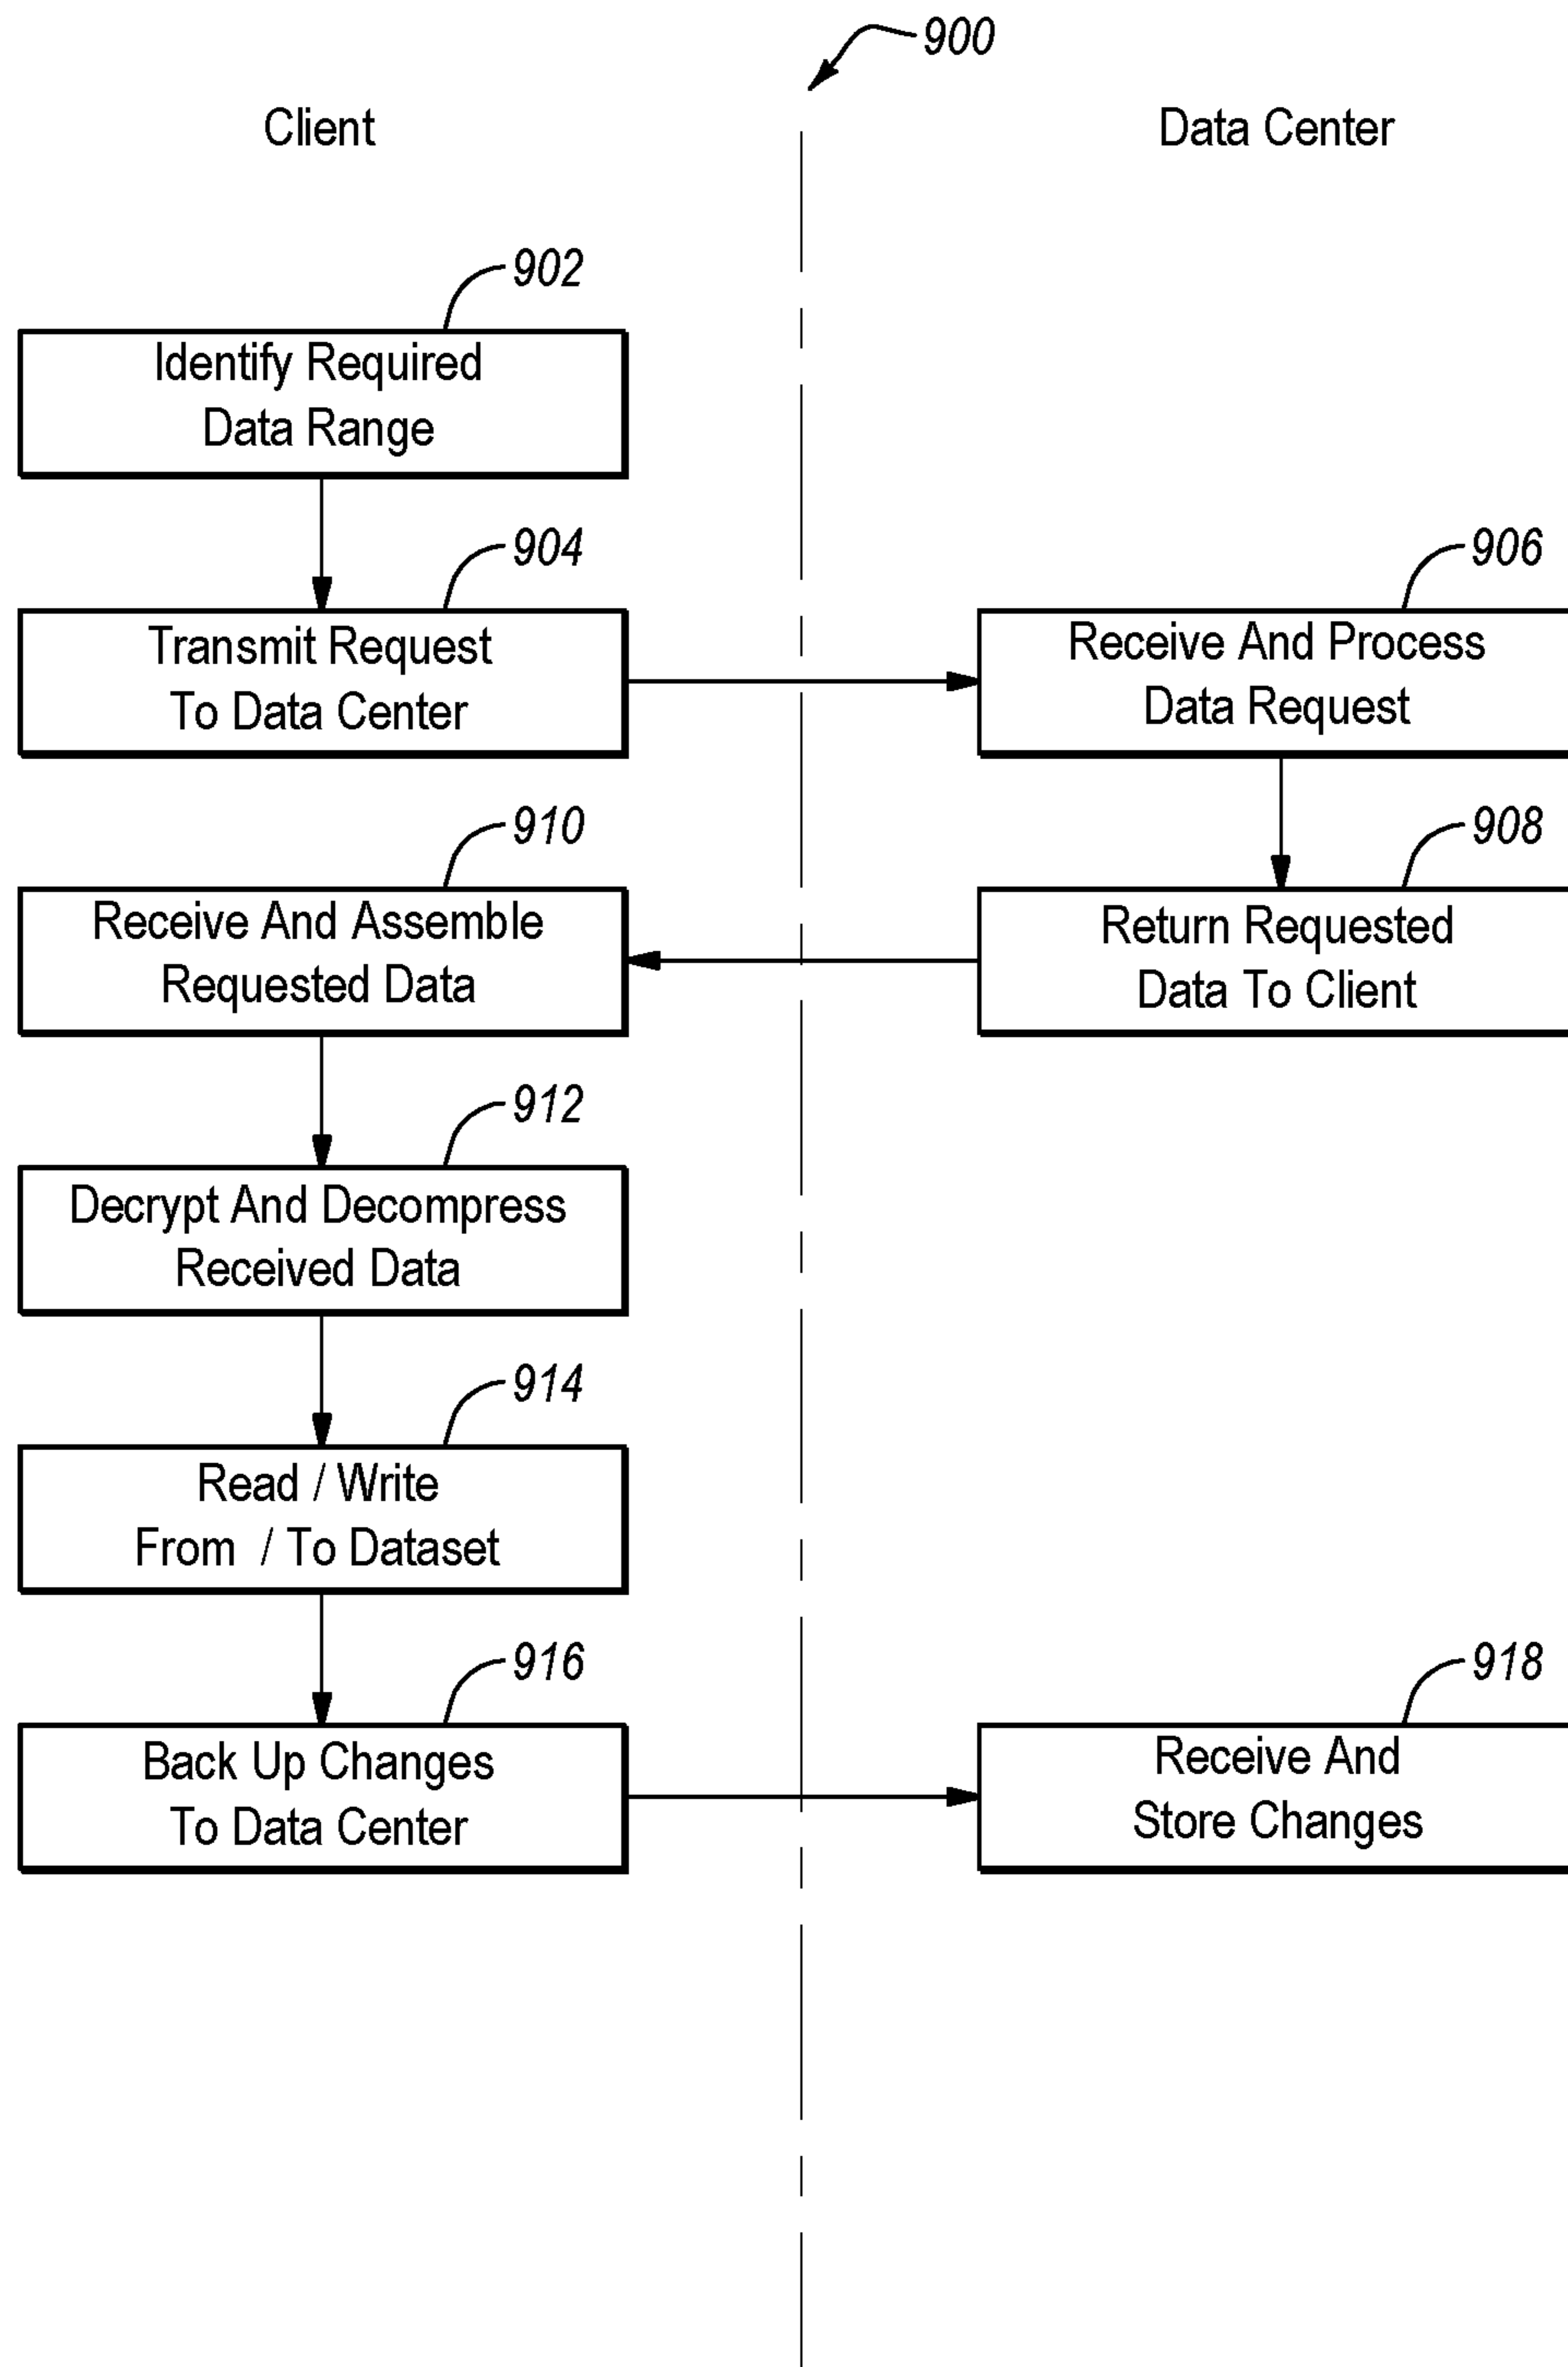 900
Client
Data Center
902
Identify Required
Data Range
904
Transmit Request
To Data Center
906
Receive And Process
Data Request
908
Return Requested
Data To Client
910
Receive And Assemble
Requested Data
912
Decrypt And Decompress
Received Data
914
Read / Write
From / To Dataset
916
Back Up Changes
To Data Center
918
Receive And
Store Changes